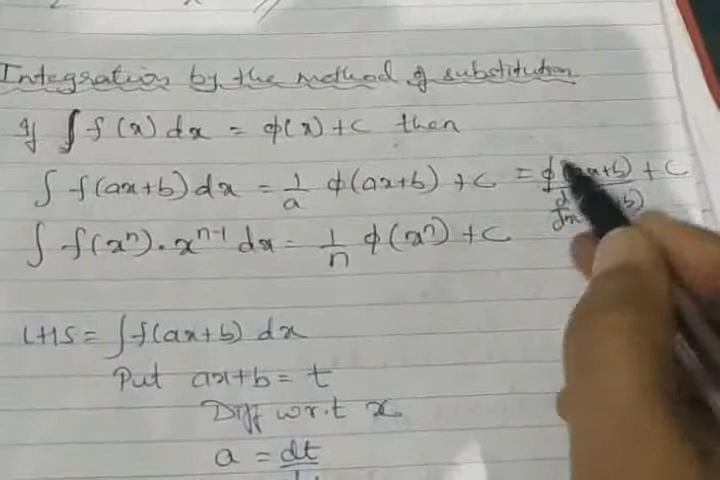 Integration by the method of substitution
If ∫ f(x) dx = ϕ(x) + c then
∫ f(ax+b) dx = 1/a ϕ(ax+b) + c = ϕ(ax+b) + c
∫ f(xⁿ) . xⁿ⁻¹ dx = 1/n ϕ(xⁿ) + c
LHS = ∫ f(ax+b) dx
Put ax+b = t
Diff w.r.t x
a = dt